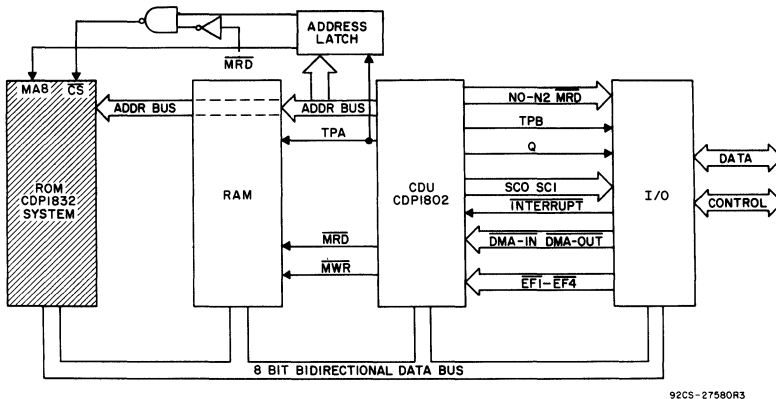 ADDRESS
LATCH
MRD
MA8 CS
ADDR BUS
ADDR BUS
TPA
NO-N2 MRD
TPB
Q
SCO SCI
INTERRUPT
DMA-IN DMA-OUT
EF1-EF4
DATA
CONTROL
ROM
CDP1832
SYSTEM
RAM
CDU
CDP1802
I/O
MRD
MWR
8 BIT BIDIRECTIONAL DATA BUS
92CS-27580R3